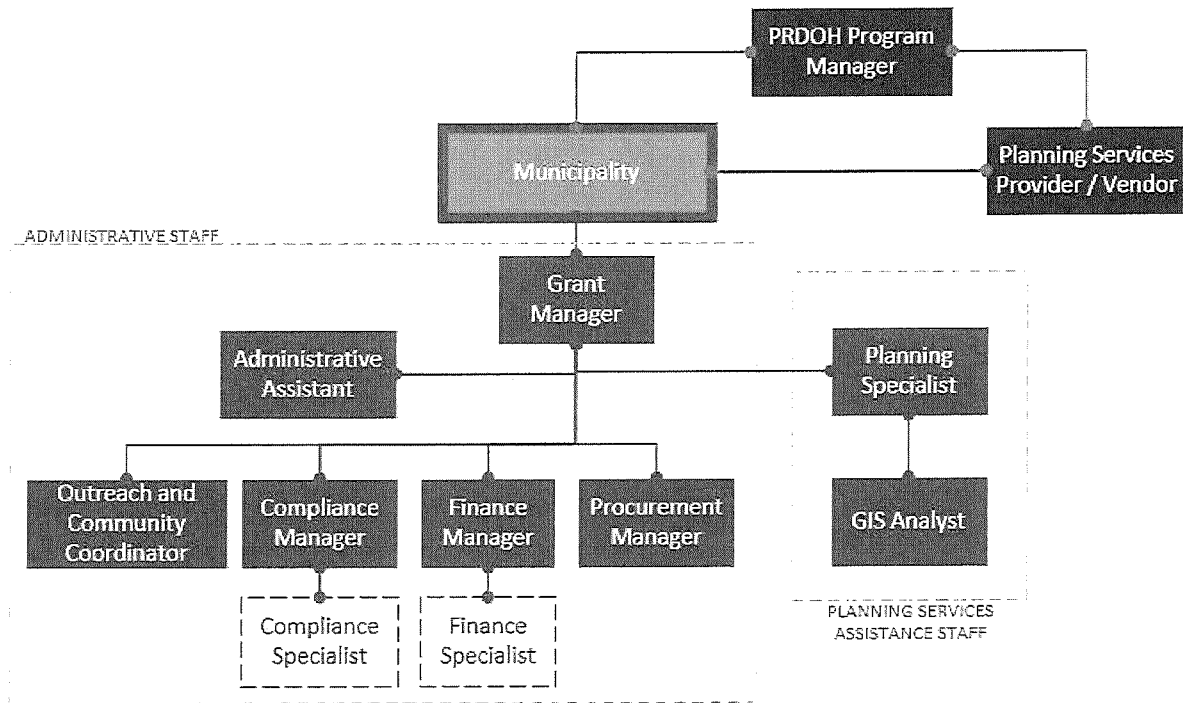 PRDOH Program
Manager
Municipality
Planning Services
Provider / Vendor
ADMINISTRATIVE STAFF
Grant
Manager
Administrative
Assistant
Planning
Specialist
Outreach and
Community
Coordinator
Compliance
Manager
Finance
Manager
Procurement
Manager
GIS Analyst
Compliance
Specialist
Finance
Specialist
PLANNING SERVICES
ASSISTANCE STAFF